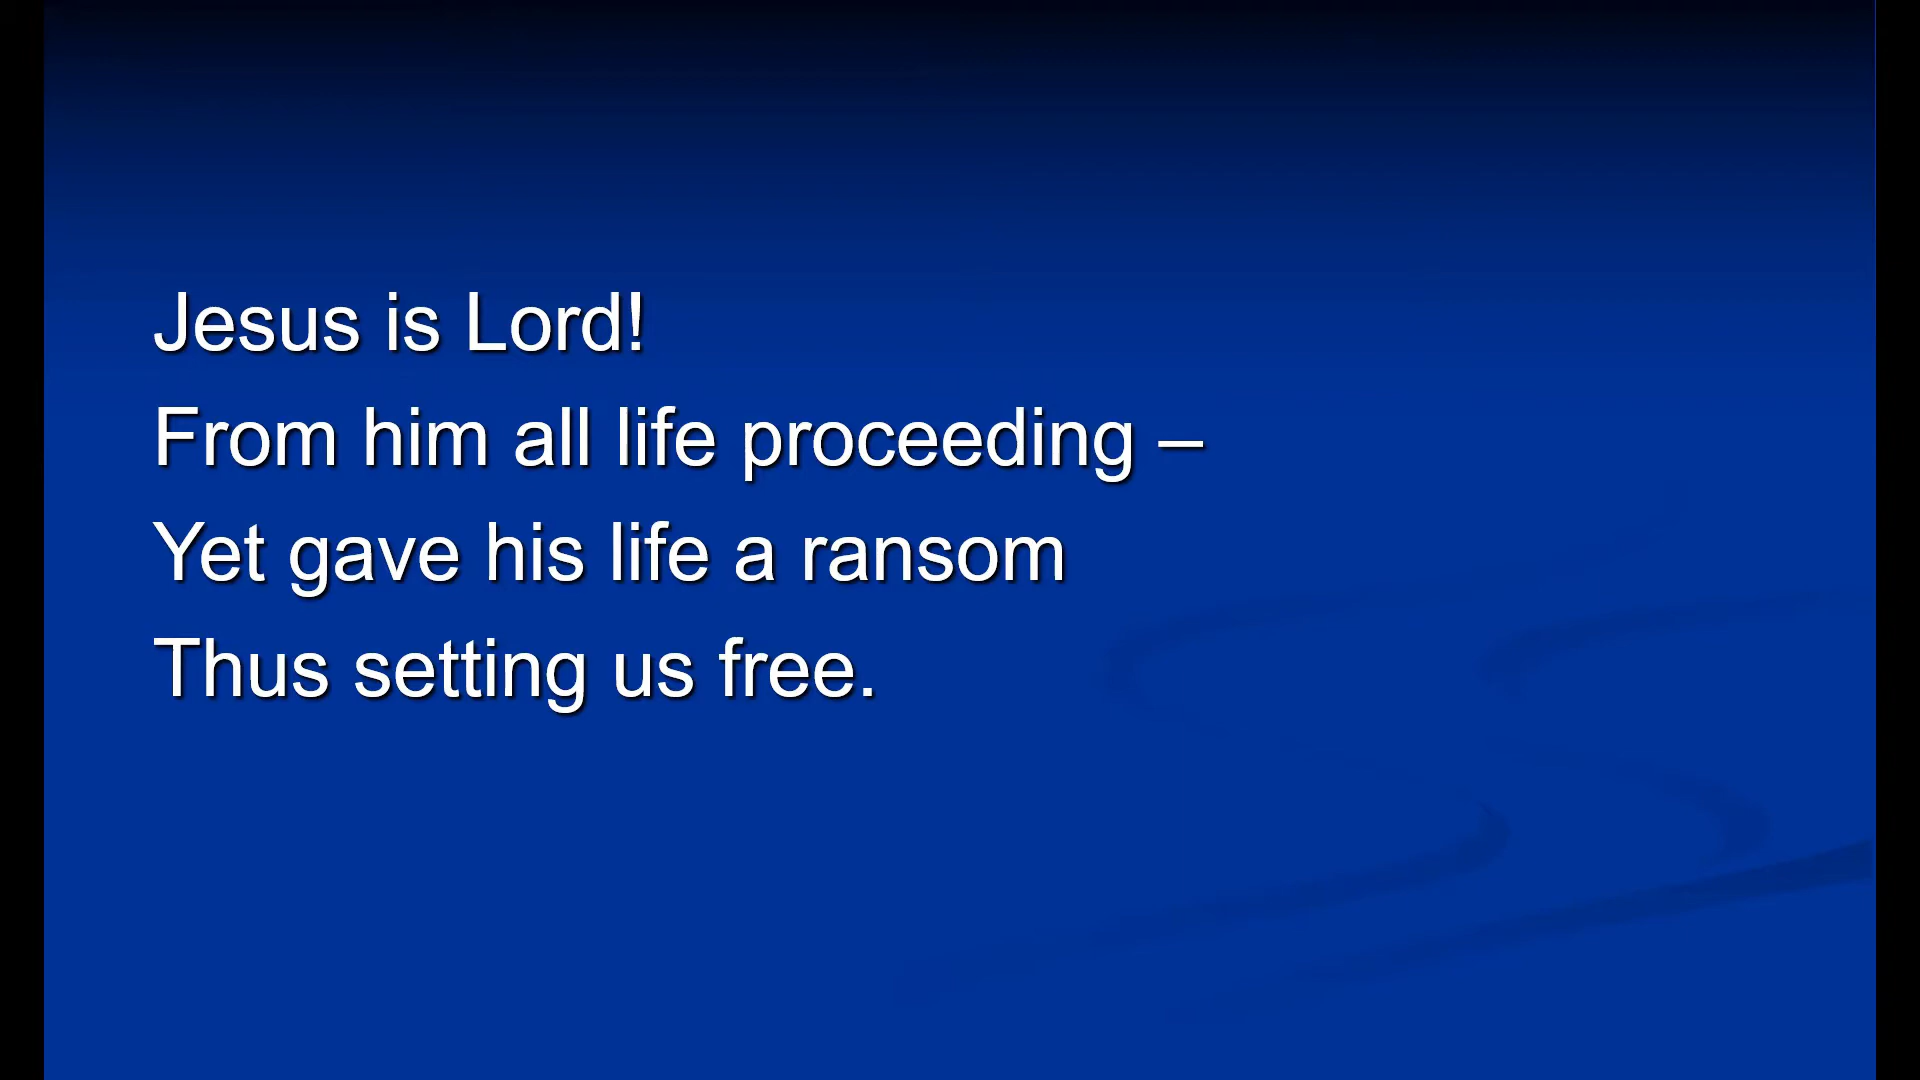 Jesus is Lord!
From him all life proceeding –
Yet gave his life a ransom
Thus setting us free.